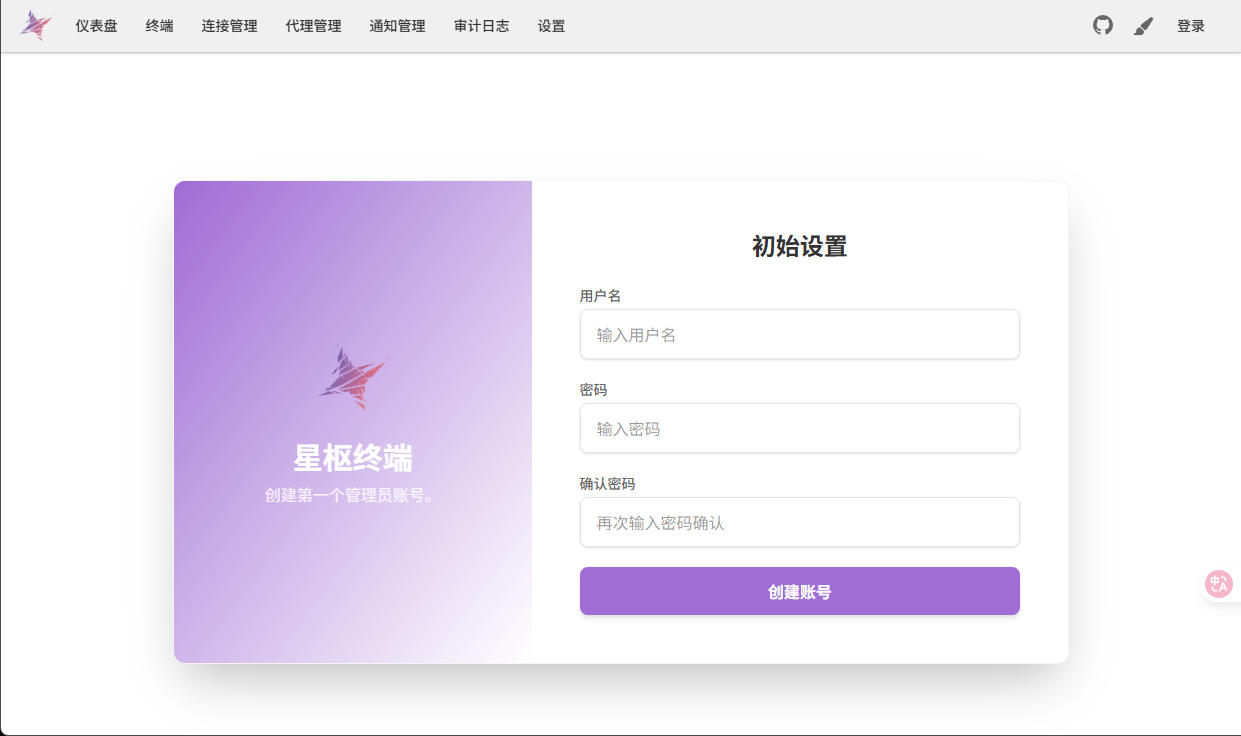 仪表盘 终端 连接管理 代理管理 通知管理 审计日志 设置 登录
星枢终端
创建第一个管理员账号。
初始设置
用户名
输入用户名
密码
输入密码
确认密码
再次输入密码确认
创建账号
中A